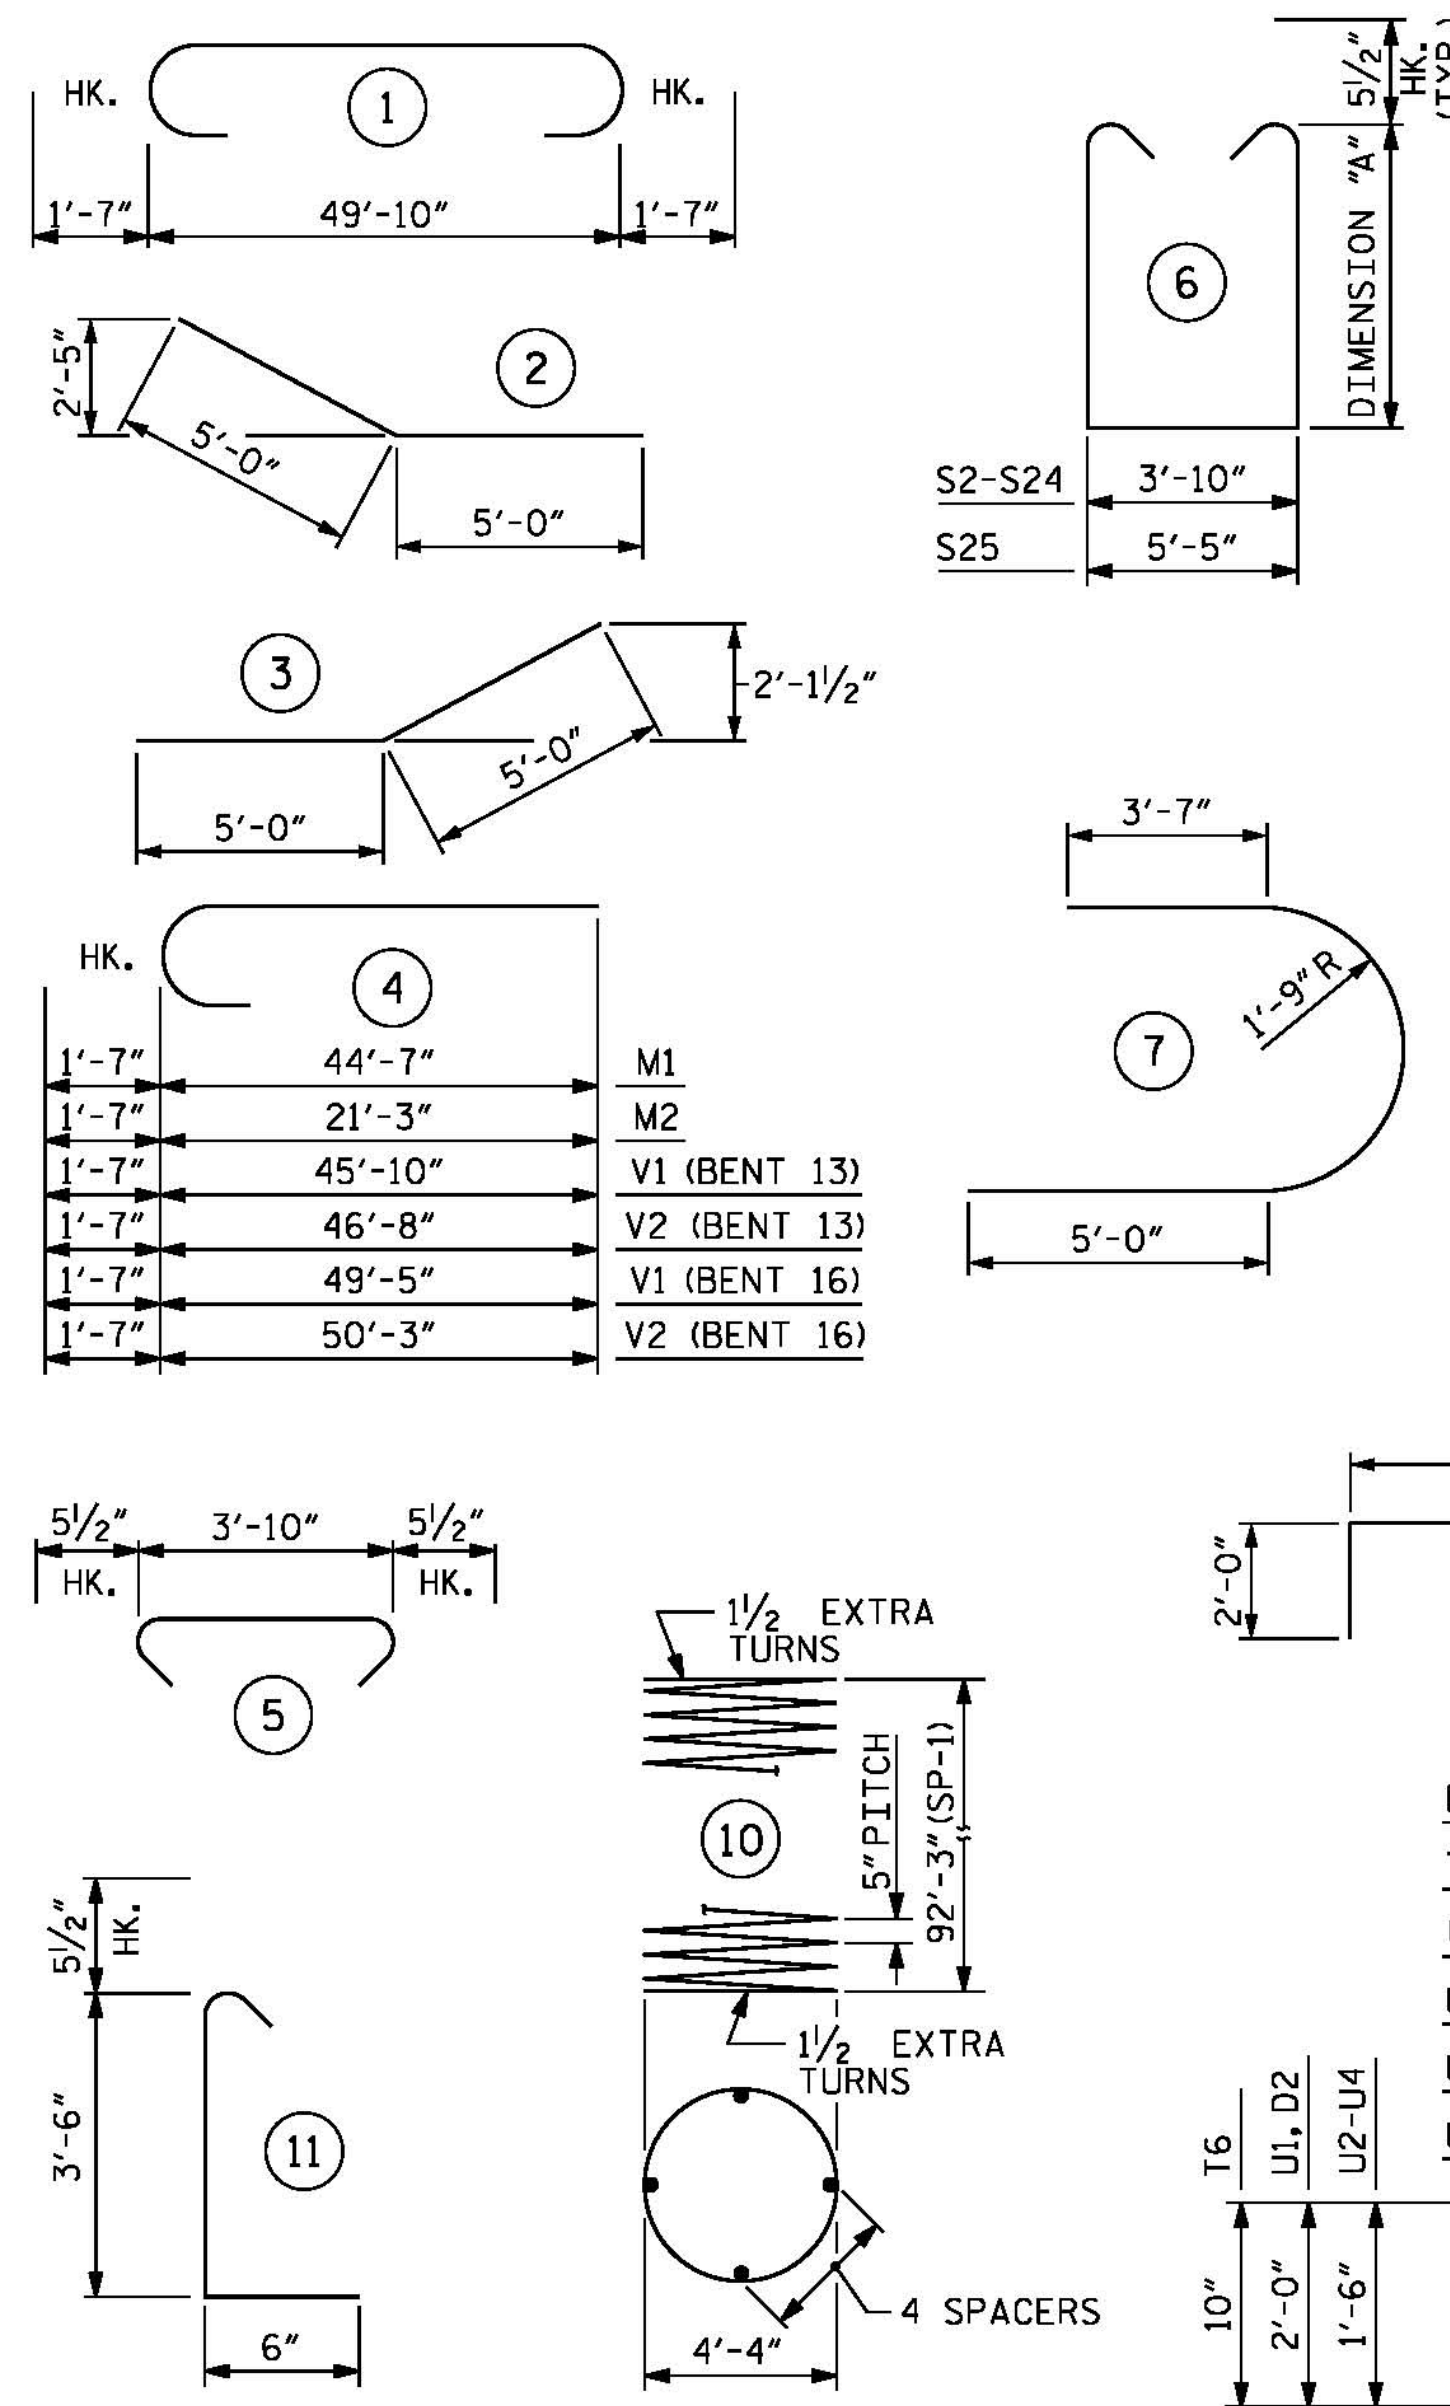 HK. 1 HK.
1'-7" 49'-10" 1'-7"
2'-5" 2
5'-0"
5'-0"
3
2'-1½"
5'-0"
5'-0"
HK. 4
1'-7" 44'-7" M1
1'-7" 21'-3" M2
1'-7" 45'-10" V1 (BENT 13)
1'-7" 46'-8" V2 (BENT 13)
1'-7" 49'-5" V1 (BENT 16)
1'-7" 50'-3" V2 (BENT 16)
5½" 3'-10" 5½"
HK. HK.
5
5½"
HK.
3'-6"
11
6"
1½ EXTRA
TURNS
10
5" PITCH
92'-3" (SP-1)
1½ EXTRA
TURNS
4 SPACERS
4'-4"
5½"
HK.
(TYP.)
DIMENSION "A"
6
S2-S24 3'-10"
S25 5'-5"
3'-7"
1'-9" R
7
5'-0"
2'-0"
T6
U1, D2
U2-U4
10"
2'-0"
1'-6"